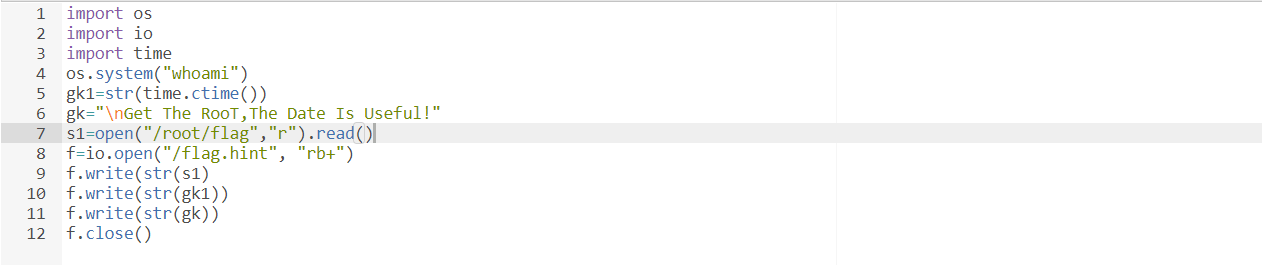 1 import os
2 import io
3 import time
4 os.system("whoami")
5 gk1=str(time.ctime())
6 gk="\nGet The RooT,The Date Is Useful!"
7 s1=open("/root/flag","r").read()
8 f=io.open("/flag.hint", "rb+")
9 f.write(str(s1)
10 f.write(str(gk1))
11 f.write(str(gk))
12 f.close()